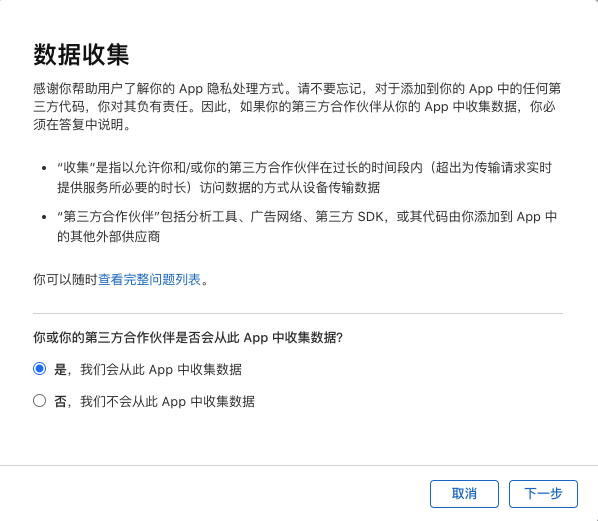 数据收集
感谢你帮助用户了解你的 App 隐私处理方式。请不要忘记，对于添加到你的 App 中的任何第
三方代码，你对其负有责任。因此，如果你的第三方合作伙伴从你的 App 中收集数据，你必
须在答复中说明。
• “收集”是指以允许你和/或你的第三方合作伙伴在过长的时间段内（超出为传输请求实时
提供服务所必要的时长）访问数据的方式从设备传输数据
• “第三方合作伙伴”包括分析工具、广告网络、第三方 SDK，或其代码由你添加到 App 中
的其他外部供应商
你可以随时查看完整问题列表。
你或你的第三方合作伙伴是否会从此 App 中收集数据?
是，我们会从此 App 中收集数据
否，我们不会从此 App 中收集数据
取消 下一步